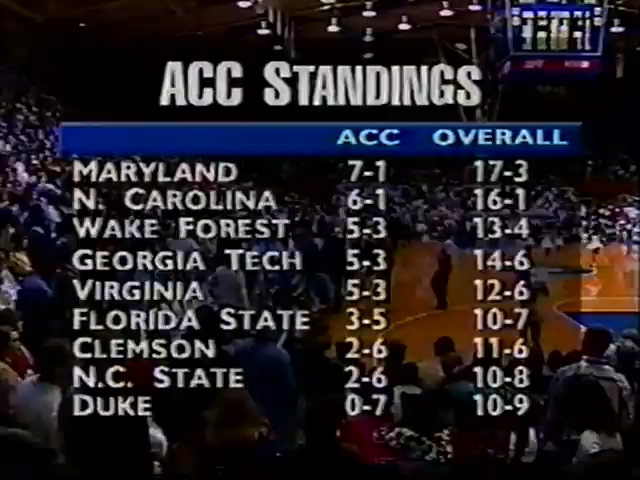 ACC STANDINGS
ACC OVERALL
MARYLAND 7-1 17-3
N. CAROLINA 6-1 16-1
WAKE FOREST 5-3 13-4
GEORGIA TECH 5-3 14-6
VIRGINIA 5-3 12-6
FLORIDA STATE 3-5 10-7
CLEMSON 2-6 11-6
N.C. STATE 2-6 10-8
DUKE 0-7 10-9